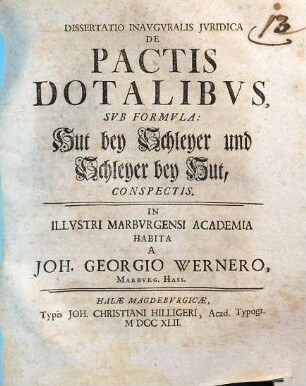 13
DISSERTATIO INAVGVRALIS JVRIDICA
DE
PACTIS
DOTALIBVS,
SVB FORMVLA:
Hut bey Schleyer und
Schleyer bey Hut,
CONSPECTIS.
IN
ILLVSTRI MARBVRGENSI ACADEMIA
HABITA
A
JOH. GEORGIO WERNERO,
MARBVRG. HASS.
HALÆ MAGDEBVRGICÆ,
Typis JOH. CHRISTIANI HILLIGERI, Acad. Typogr.
M DCC XLII.